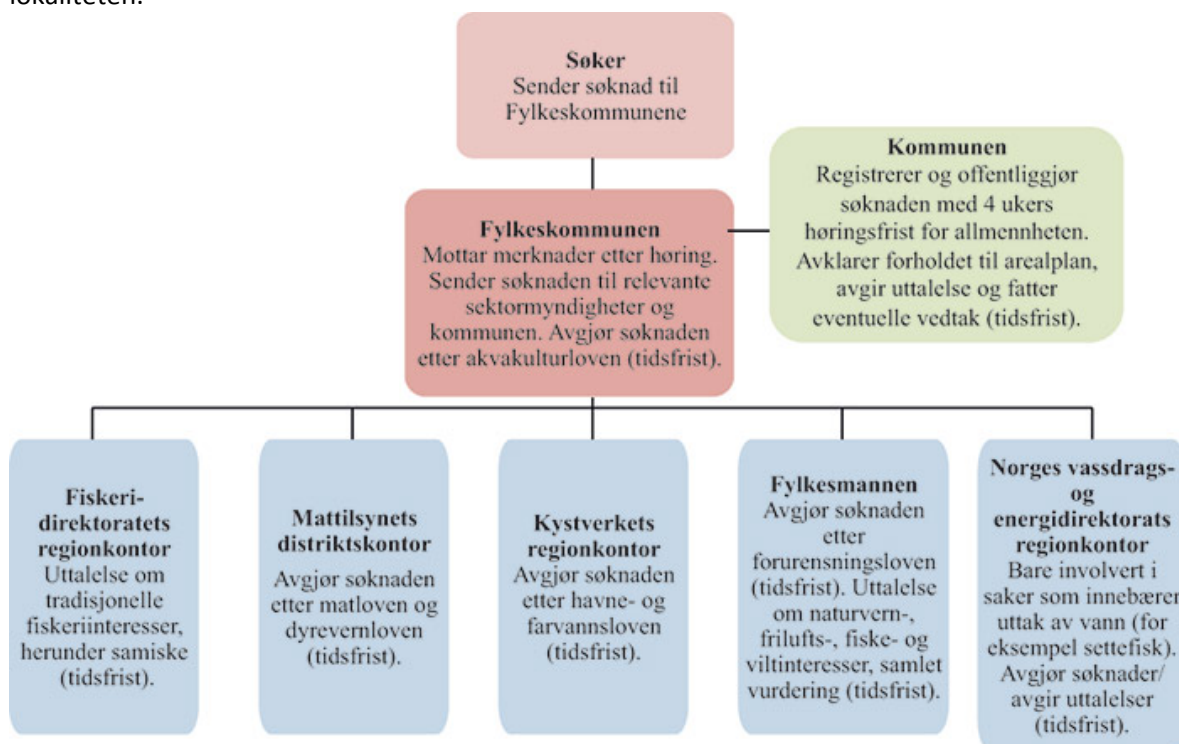 lokaliteten.
Søker
Sender søknad til
Fylkeskommunene
Kommunen
Registrerer og offentliggjør
søknaden med 4 ukers
høringsfrist for allmennheten.
Avklarer forholdet til arealplan,
avgir uttalelse og fatter
eventuelle vedtak (tidsfrist).
Fylkeskommunen
Mottar merknader etter høring.
Sender søknaden til relevante
sektormyndigheter og
kommunen. Avgjør søknaden
etter akvakulturloven (tidsfrist).
Fiskeri-
direktoratets
regionkontor
Uttalelse om
tradisjonelle
fiskeriinteresser,
herunder samiske
(tidsfrist).
Mattilsynets
distriktskontor
Avgjør søknaden
etter matloven og
dyrevernloven
(tidsfrist).
Kystverkets
regionkontor
Avgjør søknaden
etter havne- og
farvannsloven
(tidsfrist).
Fylkesmannen
Avgjør søknaden
etter
forurensningsloven
(tidsfrist). Uttalelse
om naturvern-,
frilufts-, fiske- og
viltinteresser, samlet
vurdering (tidsfrist).
Norges vassdrags-
og
energidirektorats
regionkontor
Bare involvert i
saker som innebærer
uttak av vann (for
eksempel settefisk).
Avgjør søknader/
avgir uttalelser
(tidsfrist).